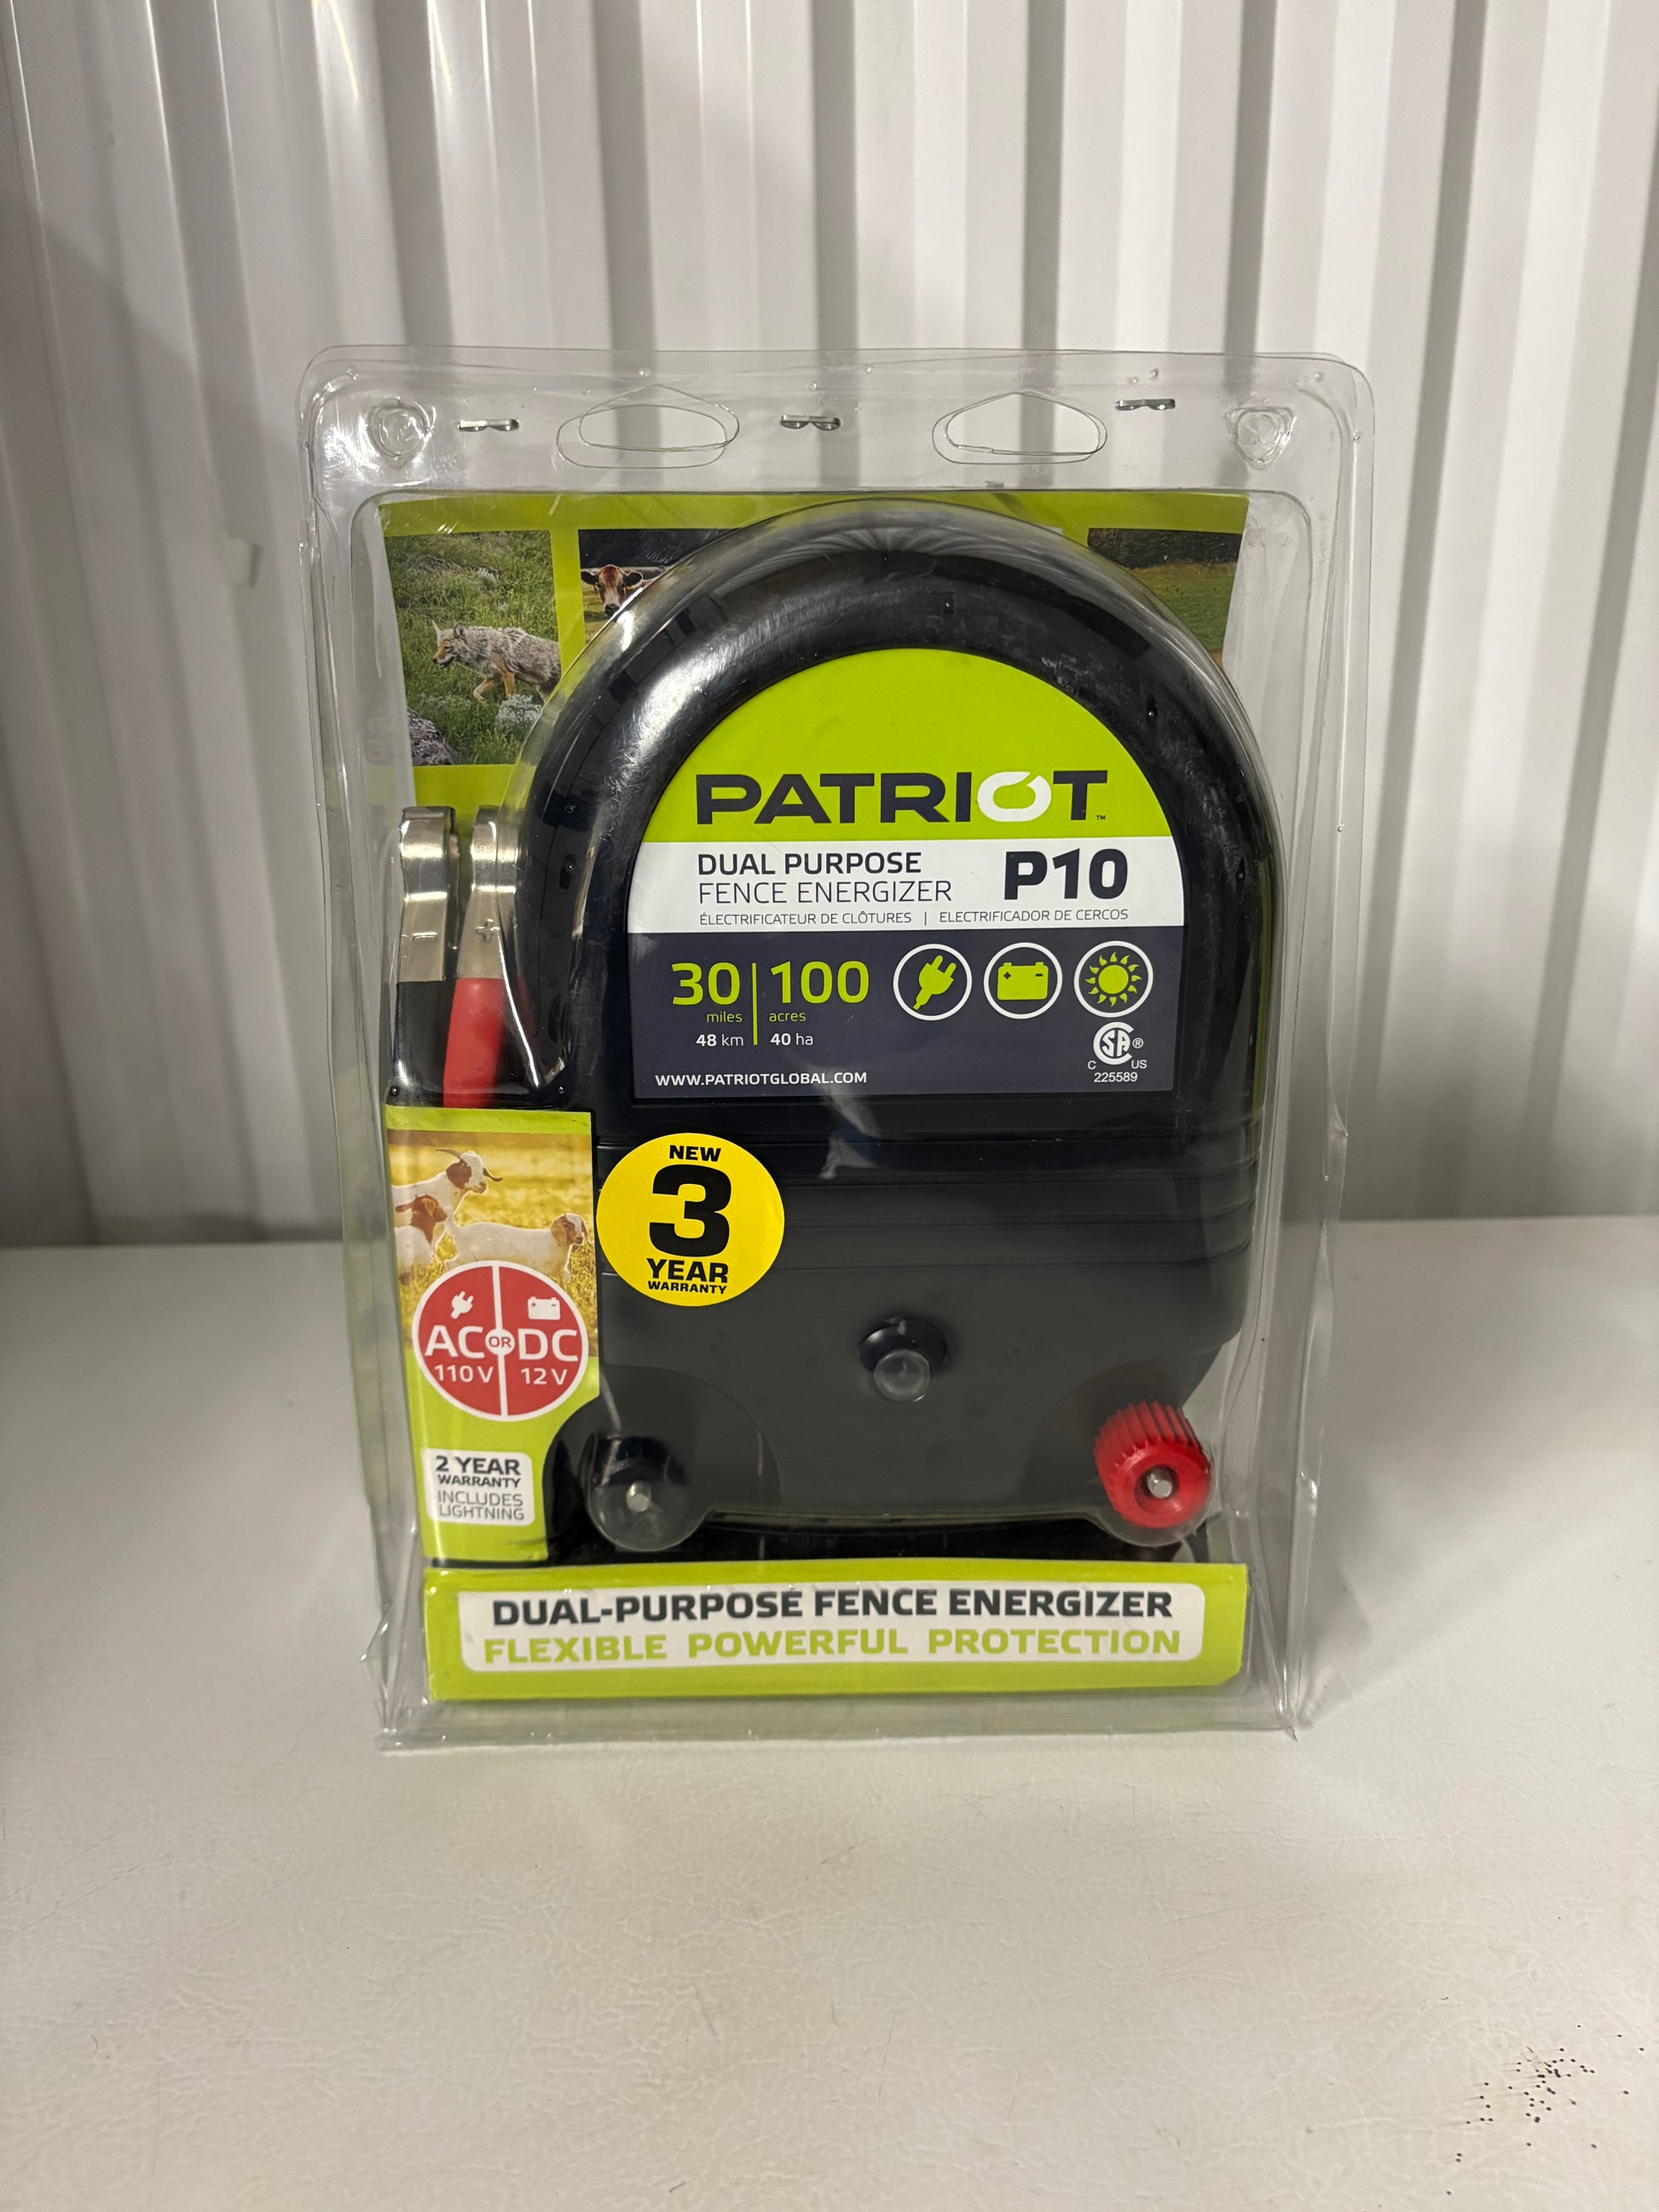 PATRIOT™
DUAL PURPOSE
FENCE ENERGIZER
P10
ÉLECTRIFICATEUR DE CLÔTURES | ELECTRIFICADOR DE CERCOS
30 miles | 100 acres
48 km | 40 ha
WWW.PATRIOTGLOBAL.COM
CSA®
C US
225589
- +
NEW
3
YEAR
WARRANTY
AC OR DC
110 V 12 V
2 YEAR
WARRANTY
INCLUDES
LIGHTNING
DUAL-PURPOSE FENCE ENERGIZER
FLEXIBLE POWERFUL PROTECTION